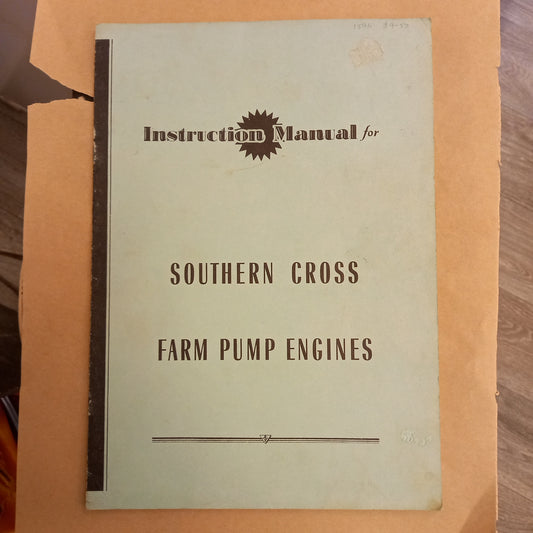 Instruction Manual for
SOUTHERN CROSS
FARM PUMP ENGINES